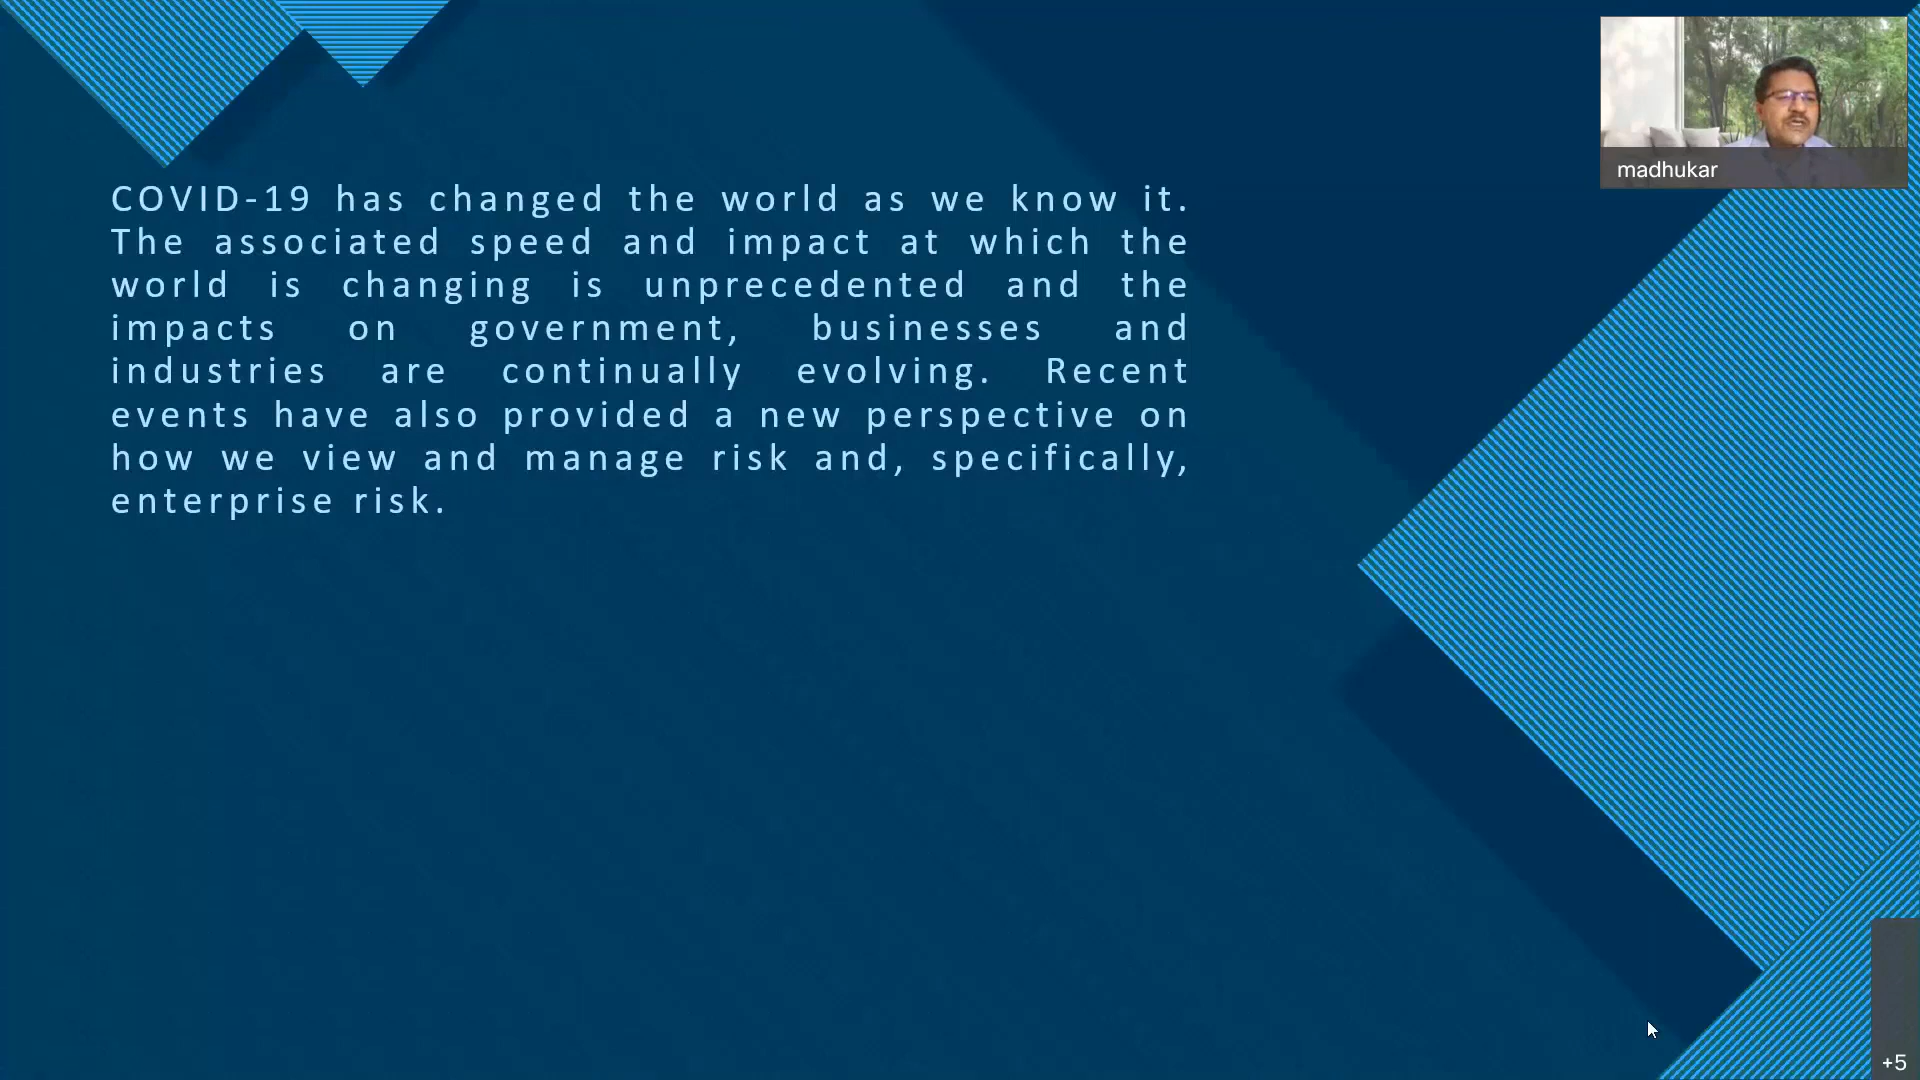 COVID-19 has changed the world as we know it.
The associated speed and impact at which the
world is changing is unprecedented and the
impacts on government, businesses and
industries are continually evolving. Recent
events have also provided a new perspective on
how we view and manage risk and, specifically,
enterprise risk.
madhukar
+5